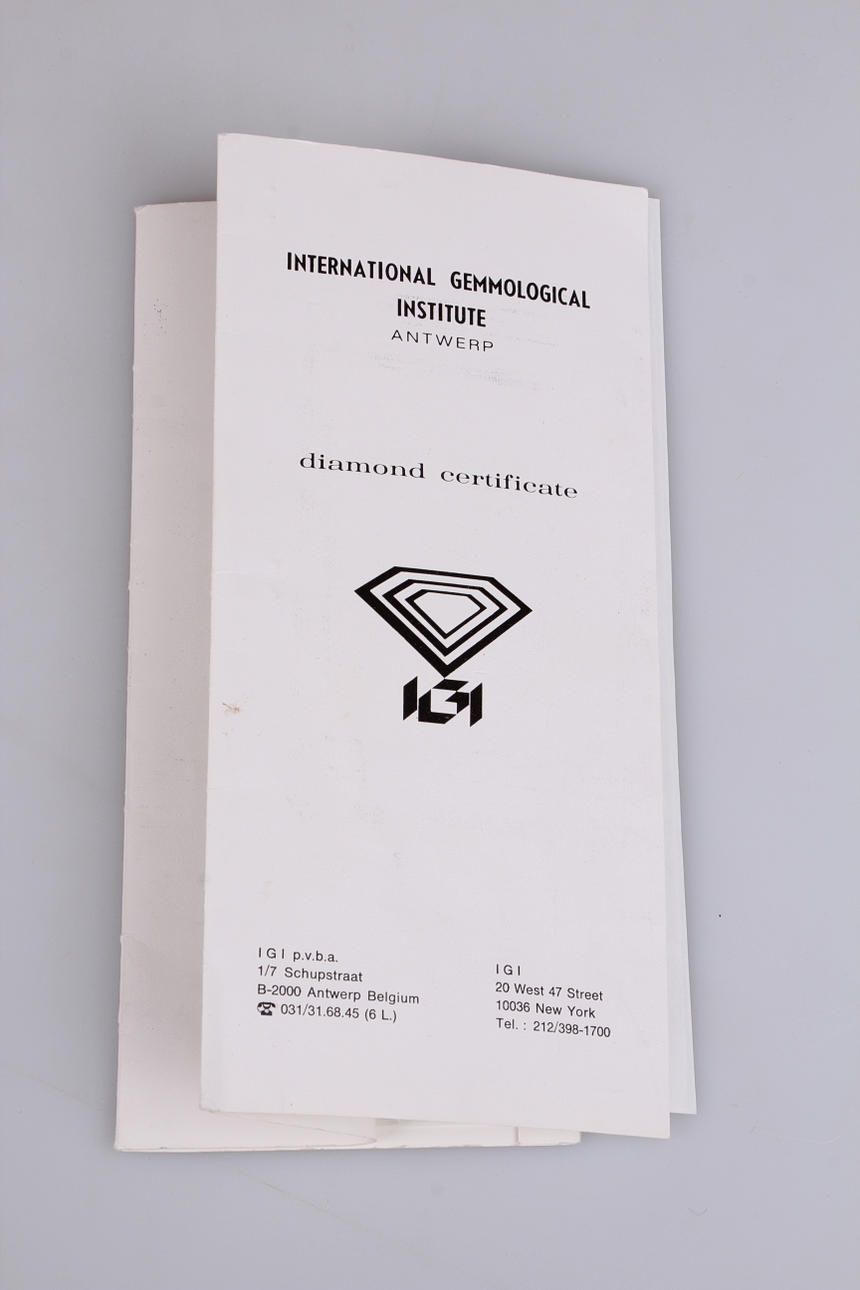 INTERNATIONAL GEMMOLOGICAL
INSTITUTE
ANTWERP
diamond certificate
IGI
I G I p.v.b.a.
1/7 Schupstraat
B-2000 Antwerp Belgium
☎ 031/31.68.45 (6 L.)
I G I
20 West 47 Street
10036 New York
Tel. : 212/398-1700